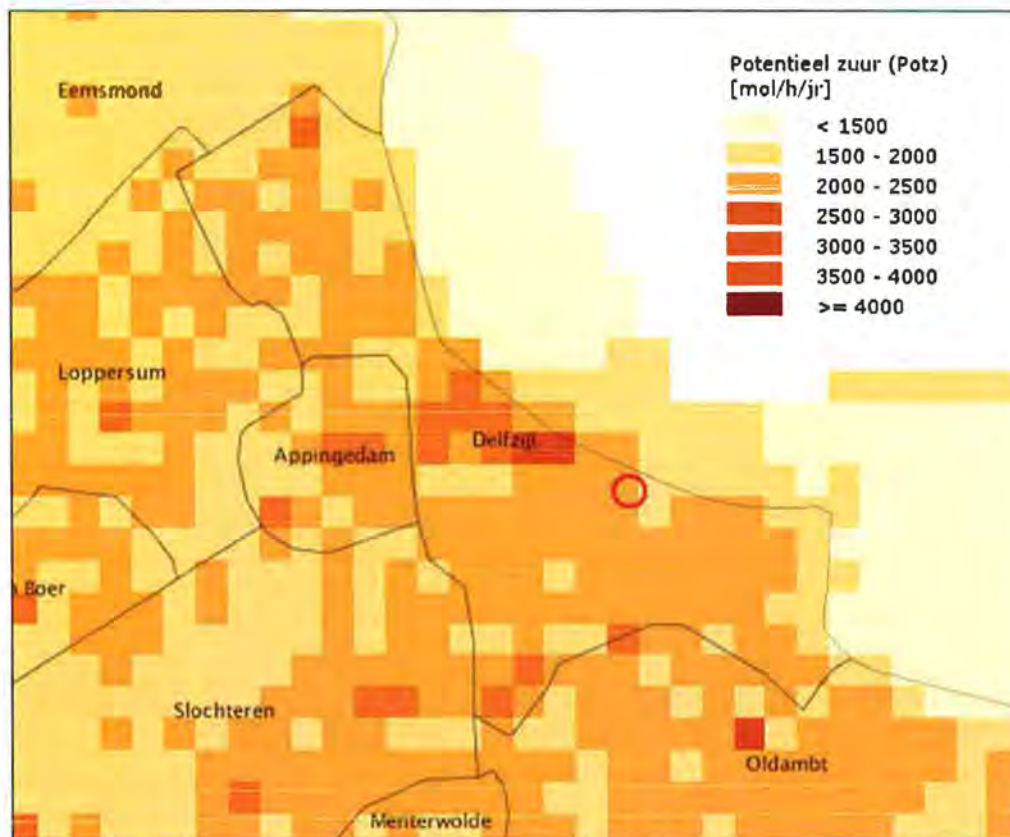 Potentieel zuur (Potz)
[mol/h/jr]
< 1500
1500 - 2000
2000 - 2500
2500 - 3000
3000 - 3500
3500 - 4000
>= 4000
Eemsmond
Loppersum
Delfzijl
Appingedam
Boer
Slochteren
Oldambt
Menterwolde